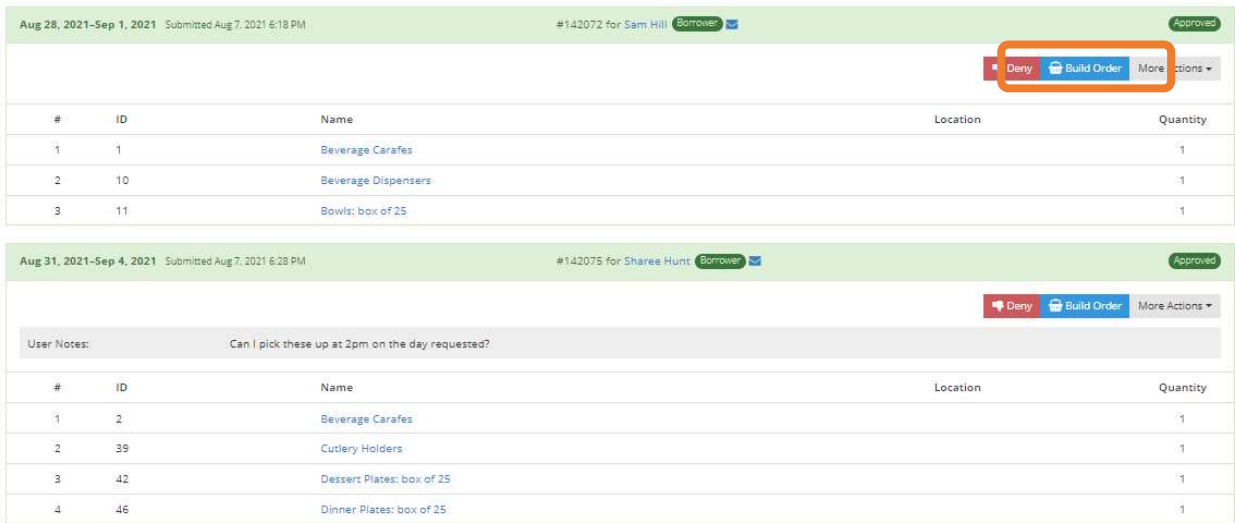 Aug 28, 2021–Sep 1, 2021 Submitted Aug 7, 2021 6:18 PM #142072 for Sam Hill Borrower Approved
Deny Build Order More Actions
# ID Name Location Quantity
1 1 Beverage Carafes 1
2 10 Beverage Dispensers 1
3 11 Bowls: box of 25 1
Aug 31, 2021–Sep 4, 2021 Submitted Aug 7, 2021 6:28 PM #142075 for Sharee Hunt Borrower Approved
Deny Build Order More Actions
User Notes: Can I pick these up at 2pm on the day requested?
# ID Name Location Quantity
1 2 Beverage Carafes 1
2 39 Cutlery Holders 1
3 42 Dessert Plates: box of 25 1
4 46 Dinner Plates: box of 25 1